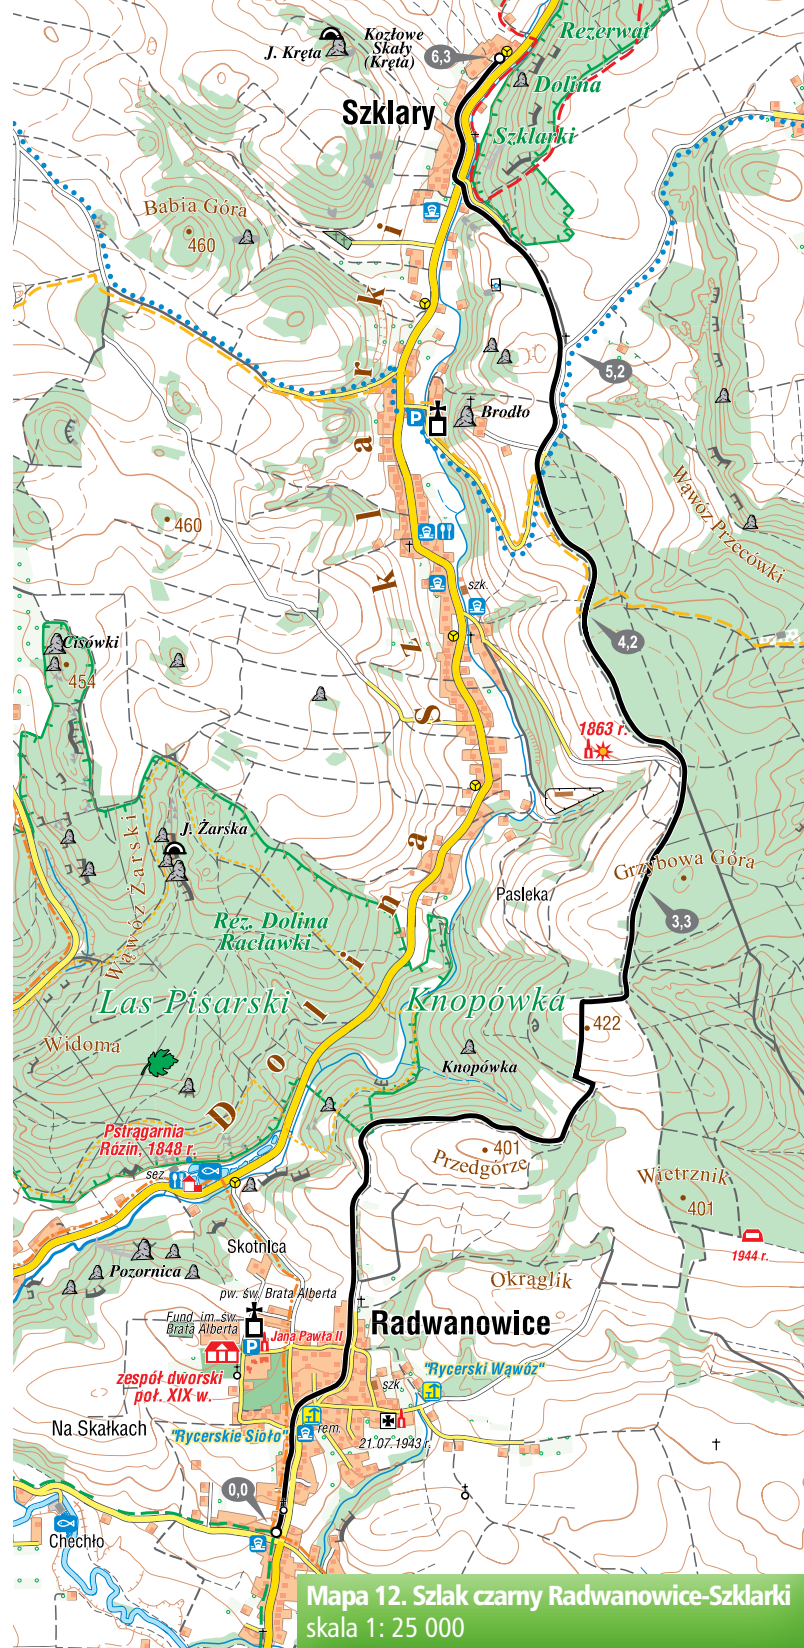 Rezerwat
Kozłowe
Skały
(Kręta)
J. Kręta
6,3
Dolina
Szklary
Szklarki
Babia Góra
460
5,2
Brodło
P
460
Wąwóz Przecówki
szk.
Cisówki
454
4,2
1863 r.
J. Żarska
Wąwóz Żarski
Grzybowa Góra
Pasieka
3,3
Rez. Dolina
Racławki
Las Pisarski
Knopówka
422
Widoma
Knopówka
Dolina Szklarki
Pstrągarnia
Rózin, 1848 r.
sez.
401
Przedgórze
Wietrznik
401
1944 r.
Skotnica
Pozornica
Okrąglik
pw. św. Brata Alberta
Fund. im. św.
Brata Alberta
Radwanowice
P
Jana Pawła II
zespół dworski
poł. XIX w.
"Rycerski Wąwóz"
szk.
Na Skałkach
"Rycerskie Sioło"
rem.
21.07.1943 r.
0,0
Chechło
Mapa 12. Szlak czarny Radwanowice-Szklarki
skala 1: 25 000